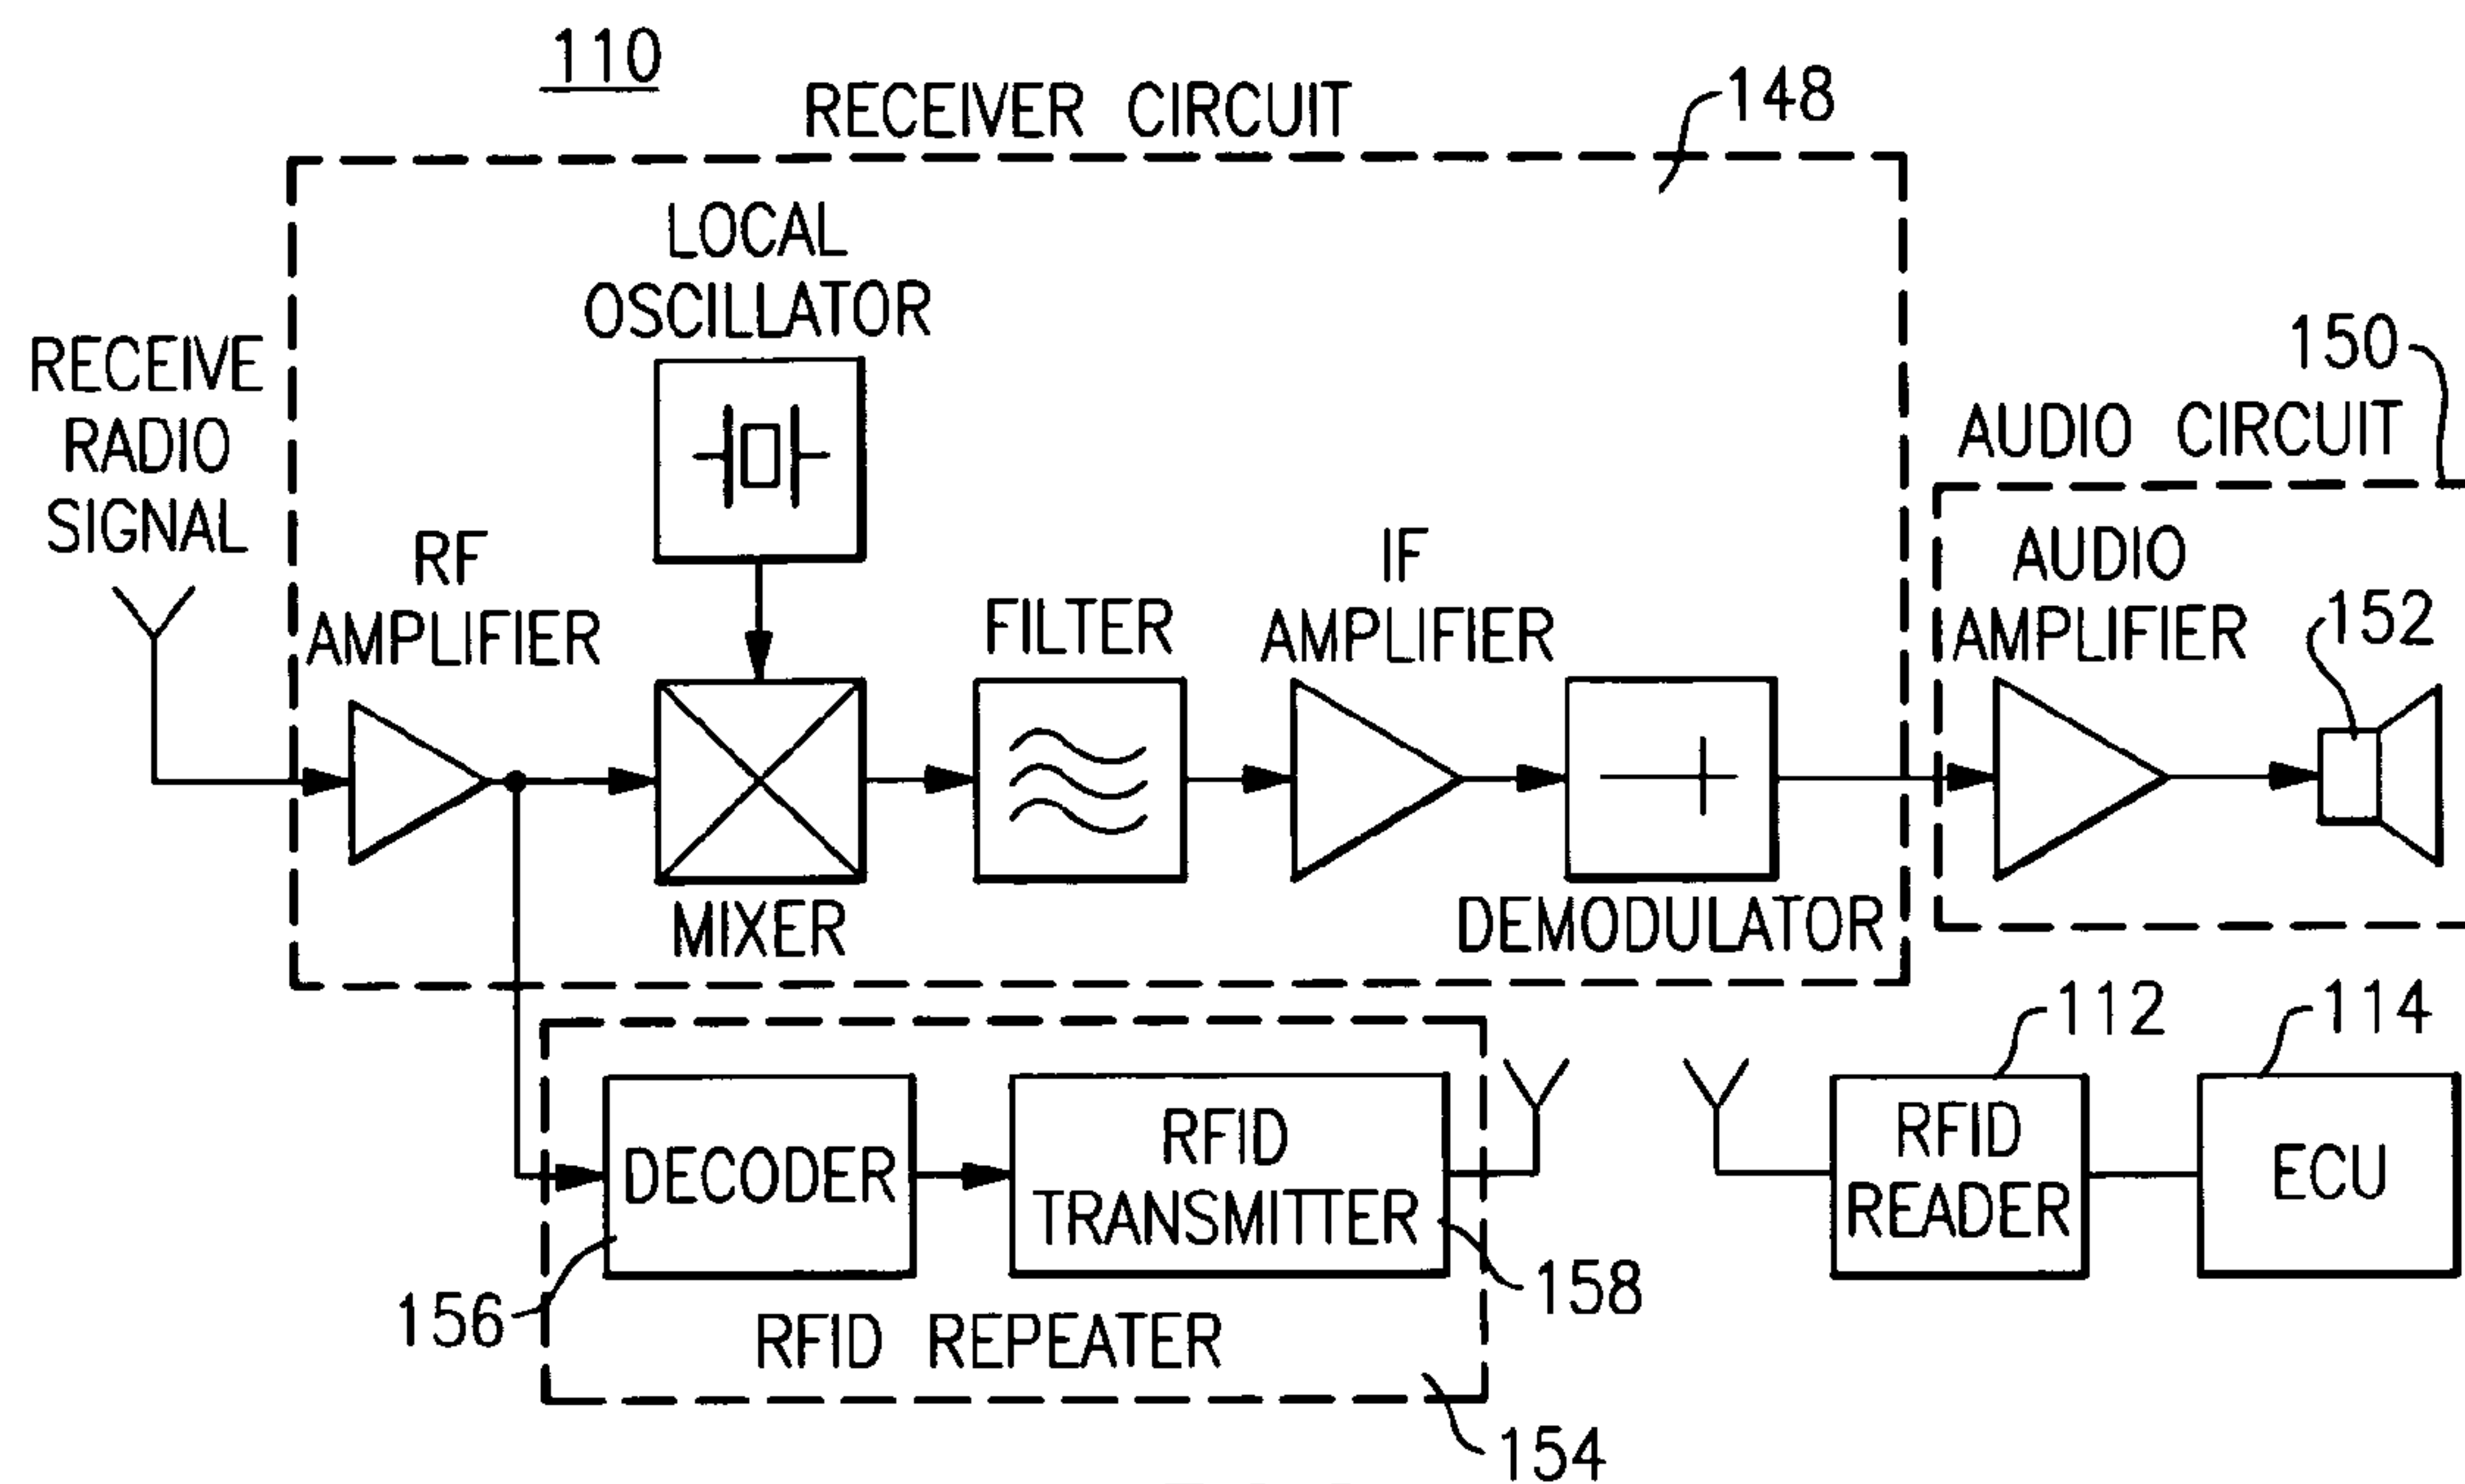 110
RECEIVER CIRCUIT
148
LOCAL
OSCILLATOR
RECEIVE
RADIO
SIGNAL
150
AUDIO CIRCUIT
RF
AMPLIFIER
FILTER
IF
AMPLIFIER
AUDIO
AMPLIFIER
152
MIXER
DEMODULATOR
112
114
DECODER
RFID
TRANSMITTER
RFID
READER
ECU
156
158
RFID REPEATER
154